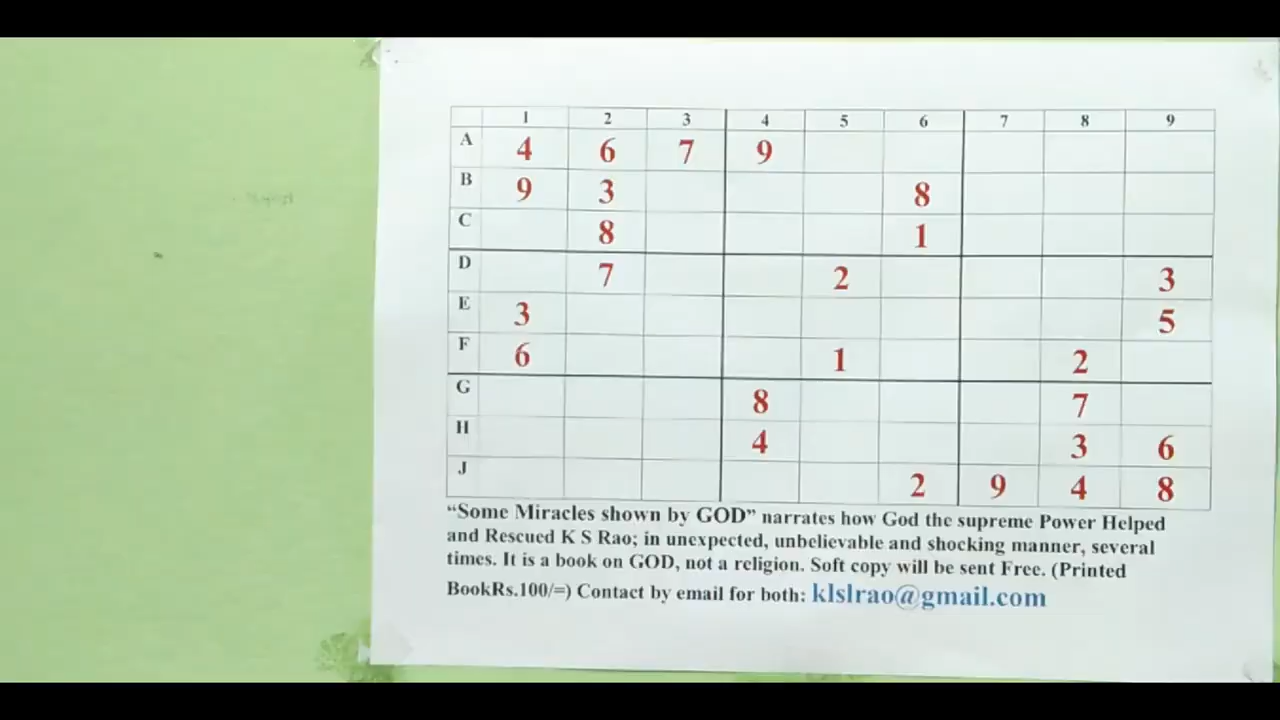 1 2 3 4 5 6 7 8 9
A 4 6 7 9
B 9 3 8
C 8 1
D 7 2 3
E 3 5
F 6 1 2
G 8 7
H 4 3 6
J 2 9 4 8
“Some Miracles shown by GOD” narrates how God the supreme Power Helped
and Rescued K S Rao; in unexpected, unbelievable and shocking manner, several
times. It is a book on GOD, not a religion. Soft copy will be sent Free. (Printed
BookRs.100/=) Contact by email for both: klslrao@gmail.com